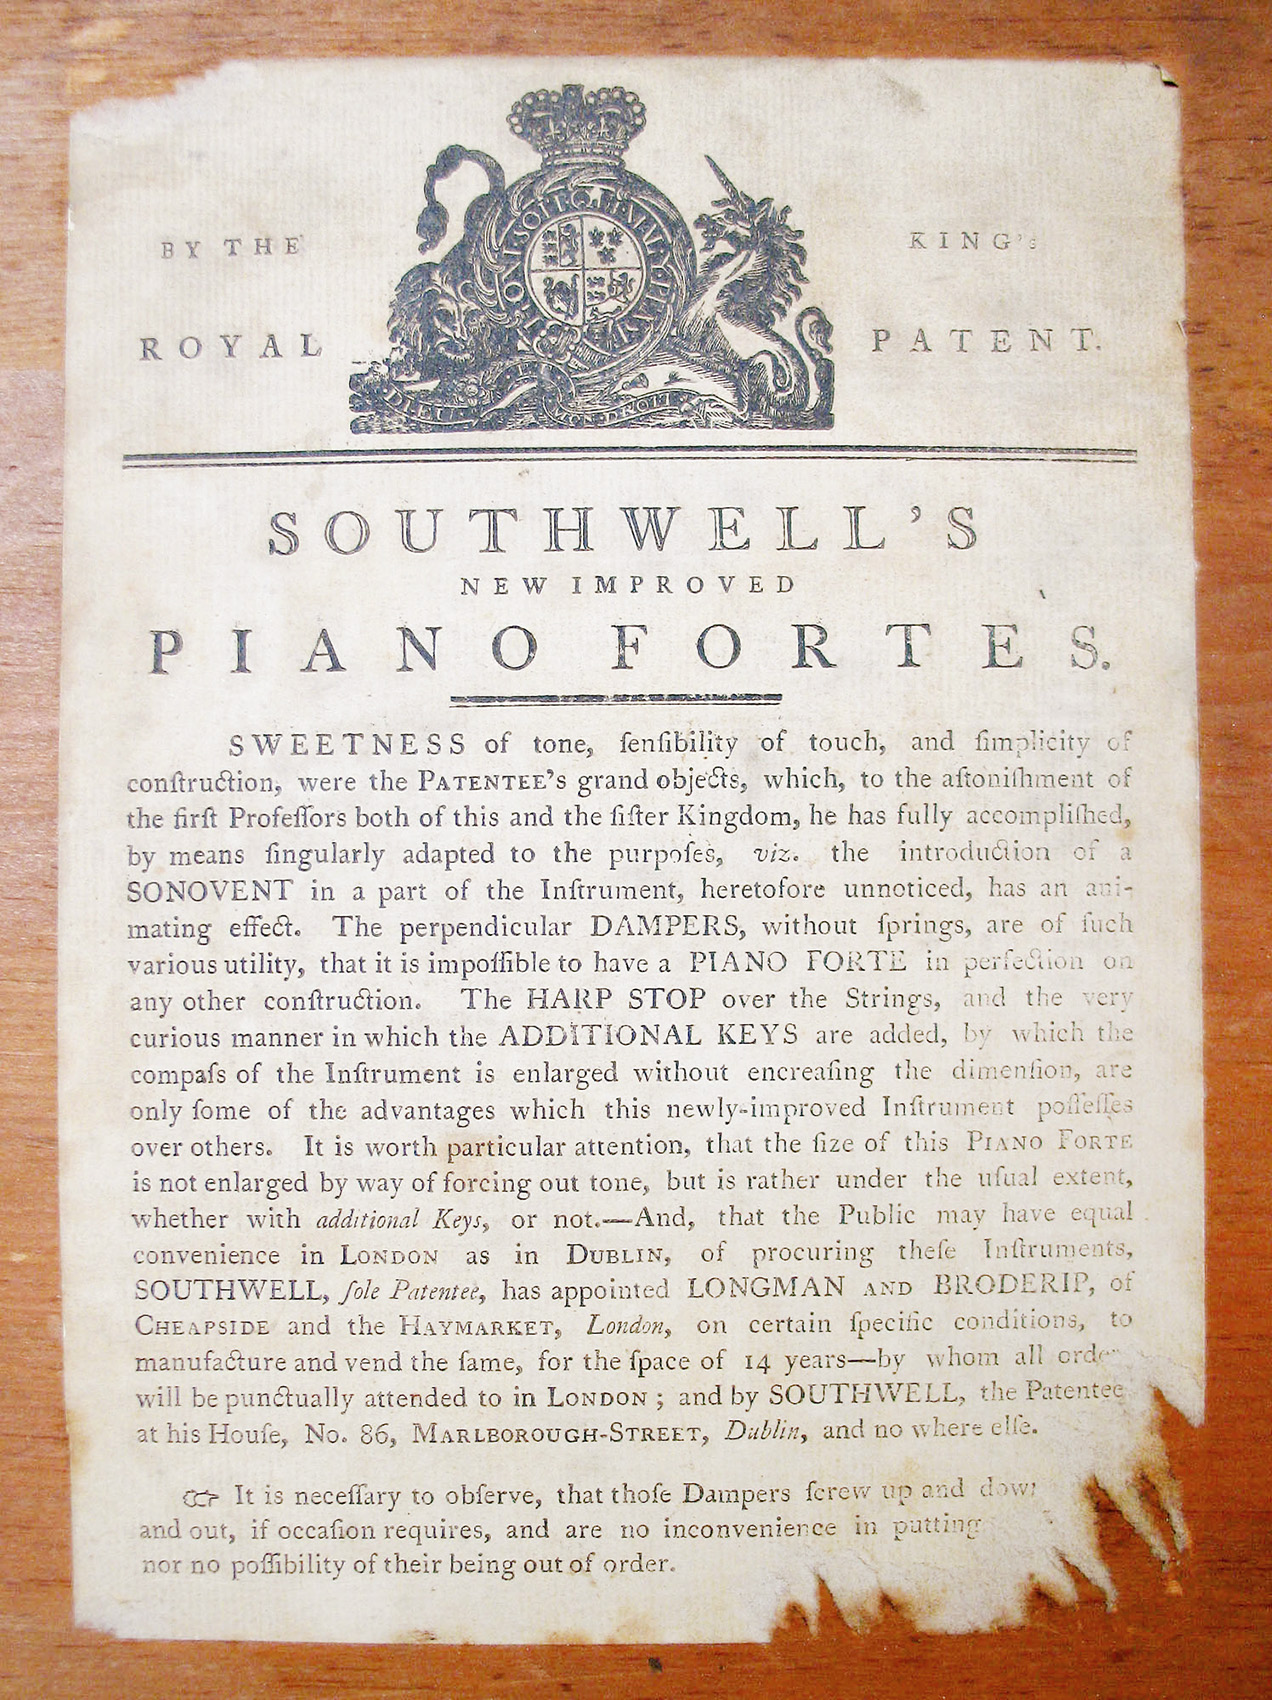 BY THE KING's
ROYAL PATENT.
HONI SOIT QUI MAL Y PENSE
DIEU ET MON DROIT
SOUTHWELL'S
NEW IMPROVED
PIANO FORTES.
SWEETNESS of tone, ſenſibility of touch, and ſimplicity of
conſtruction, were the PATENTEE'S grand objects, which, to the aſtoniſhment of
the firſt Profeſſors both of this and the ſiſter Kingdom, he has fully accompliſhed,
by means ſingularly adapted to the purpoſes, viz. the introduction of a
SONOVENT in a part of the Inſtrument, heretofore unnoticed, has an ani-
mating effect. The perpendicular DAMPERS, without ſprings, are of ſuch
various utility, that it is impoſſible to have a PIANO FORTE in perfection on
any other conſtruction. The HARP STOP over the Strings, and the very
curious manner in which the ADDITIONAL KEYS are added, by which the
compaſs of the Inſtrument is enlarged without encreaſing the dimenſion, are
only ſome of the advantages which this newly-improved Inſtrument poſſeſſes
over others. It is worth particular attention, that the ſize of this PIANO FORTE
is not enlarged by way of forcing out tone, but is rather under the uſual extent,
whether with additional Keys, or not.—And, that the Public may have equal
convenience in LONDON as in DUBLIN, of procuring theſe Inſtruments,
SOUTHWELL, ſole Patentee, has appointed LONGMAN AND BRODERIP, of
CHEAPSIDE and the HAYMARKET, London, on certain ſpecific conditions, to
manufacture and vend the ſame, for the ſpace of 14 years—by whom all
will be punctually attended to in LONDON; and by SOUTHWELL, the Patentee
at his Houſe, No. 86, MARLBOROUGH-STREET, Dublin, and no where elſe.
☞ It is neceſſary to obſerve, that thoſe Dampers ſcrew up and
and out, if occaſion requires, and are no inconvenience in putting
nor no poſſibility of their being out of order.